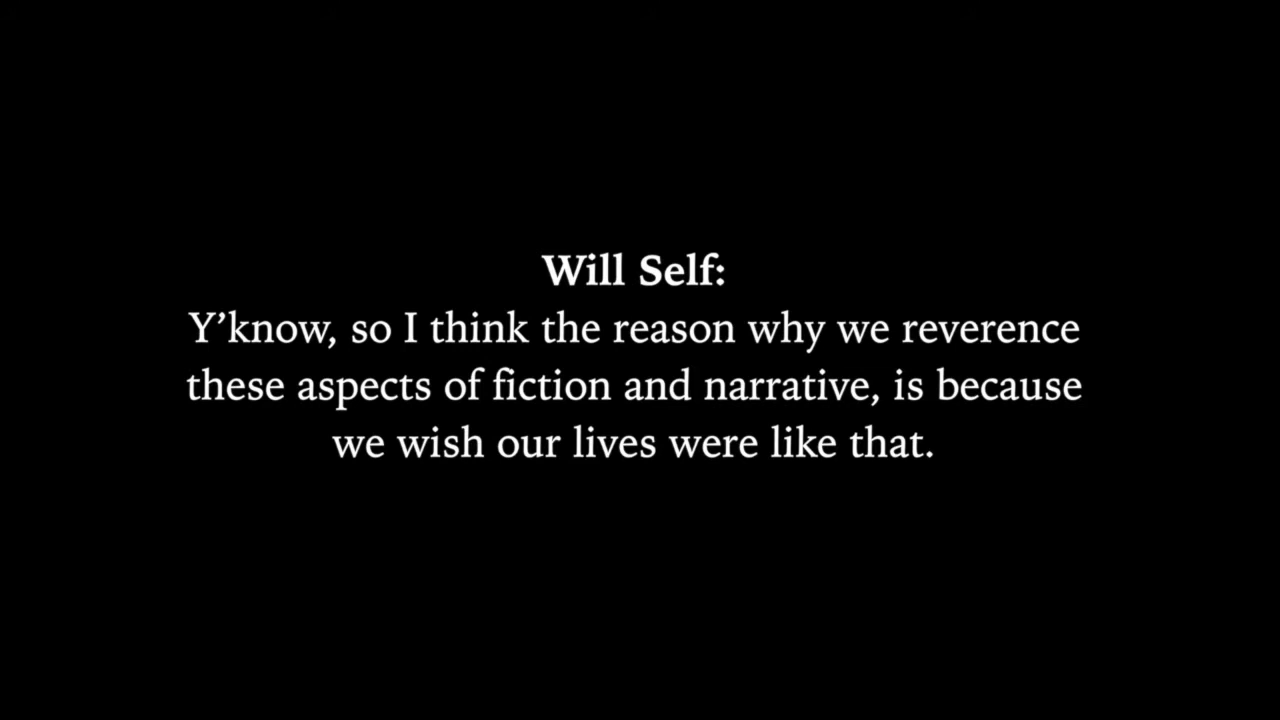 Will Self:
Y’know, so I think the reason why we reverence
these aspects of fiction and narrative, is because
we wish our lives were like that.